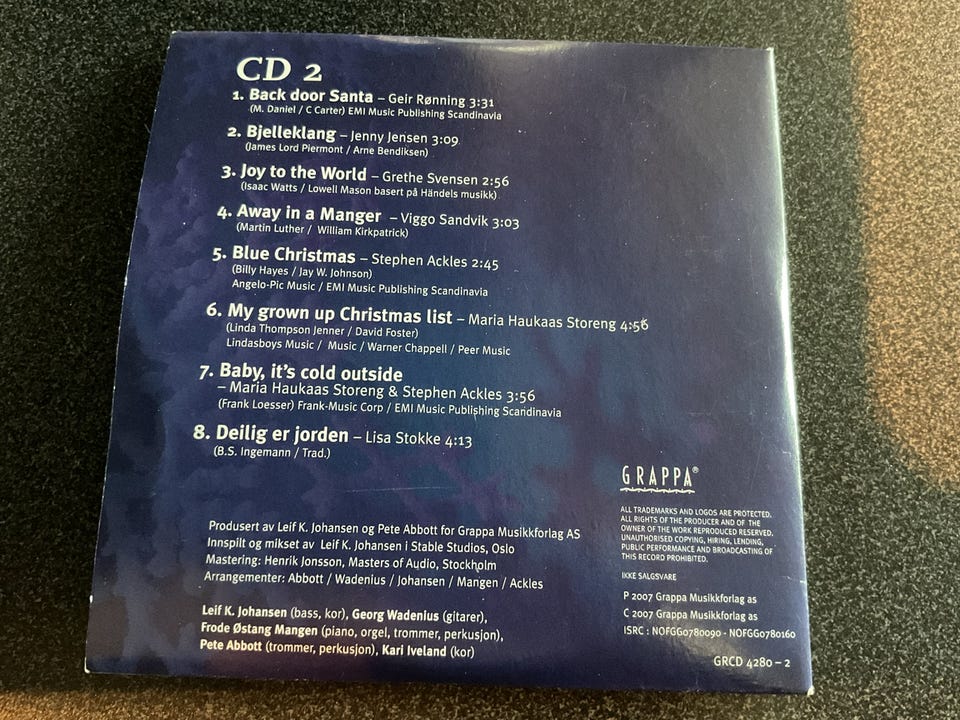 CD 2
1. Back door Santa – Geir Rønning 3:31
(M. Daniel / C Carter) EMI Music Publishing Scandinavia
2. Bjelleklang – Jenny Jensen 3:09
(James Lord Piermont / Arne Bendiksen)
3. Joy to the World – Grethe Svensen 2:56
(Isaac Watts / Lowell Mason basert på Händels musikk)
4. Away in a Manger – Viggo Sandvik 3:03
(Martin Luther / William Kirkpatrick)
5. Blue Christmas – Stephen Ackles 2:45
(Billy Hayes / Jay W. Johnson)
Angelo-Pic Music / EMI Music Publishing Scandinavia
6. My grown up Christmas list – Maria Haukaas Storeng 4:56
(Linda Thompson Jenner / David Foster)
Lindasboys Music / Music / Warner Chappell / Peer Music
7. Baby, it's cold outside
– Maria Haukaas Storeng & Stephen Ackles 3:56
(Frank Loesser) Frank-Music Corp / EMI Music Publishing Scandinavia
8. Deilig er jorden – Lisa Stokke 4:13
(B.S. Ingemann / Trad.)
Produsert av Leif K. Johansen og Pete Abbott for Grappa Musikkforlag AS
Innspilt og mikset av Leif K. Johansen i Stable Studios, Oslo
Mastering: Henrik Jonsson, Masters of Audio, Stockholm
Arrangementer: Abbott / Wadenius / Johansen / Mangen / Ackles
Leif K. Johansen (bass, kor), Georg Wadenius (gitarer),
Frode Østang Mangen (piano, orgel, trommer, perkusjon),
Pete Abbott (trommer, perkusjon), Kari Iveland (kor)
GRAPPA®
ALL TRADEMARKS AND LOGOS ARE PROTECTED.
ALL RIGHTS OF THE PRODUCER AND OF THE
OWNER OF THE WORK REPRODUCED RESERVED.
UNAUTHORISED COPYING, HIRING, LENDING,
PUBLIC PERFORMANCE AND BROADCASTING OF
THIS RECORD PROHIBITED.
IKKE SALGSVARE
P 2007 Grappa Musikkforlag as
C 2007 Grappa Musikkforlag as
ISRC : NOFGG0780090 - NOFGG0780160
GRCD 4280 – 2